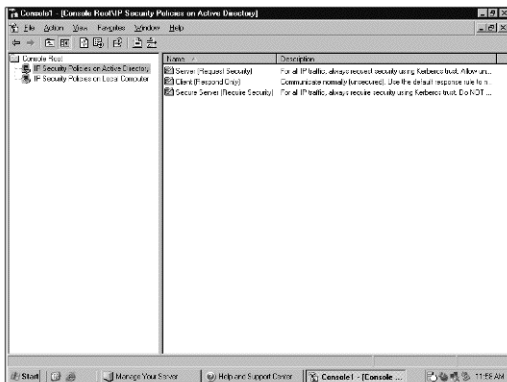 Console1 - [Console Root\IP Security Policies on Active Directory]
File Action View Favorites Window Help
Console Root
IP Security Policies on Active Directory
IP Security Policies on Local Computer
Name Description
Server (Request Security) For all IP traffic, always request security using Kerberos trust. Allow un...
Client (Respond Only) Communicate normally (unsecured). Use the default response rule to n...
Secure Server (Require Security) For all IP traffic, always require security using Kerberos trust. Do NOT ...
Start Manage Your Server Help and Support Center Console1 - [Console ... 11:58 AM